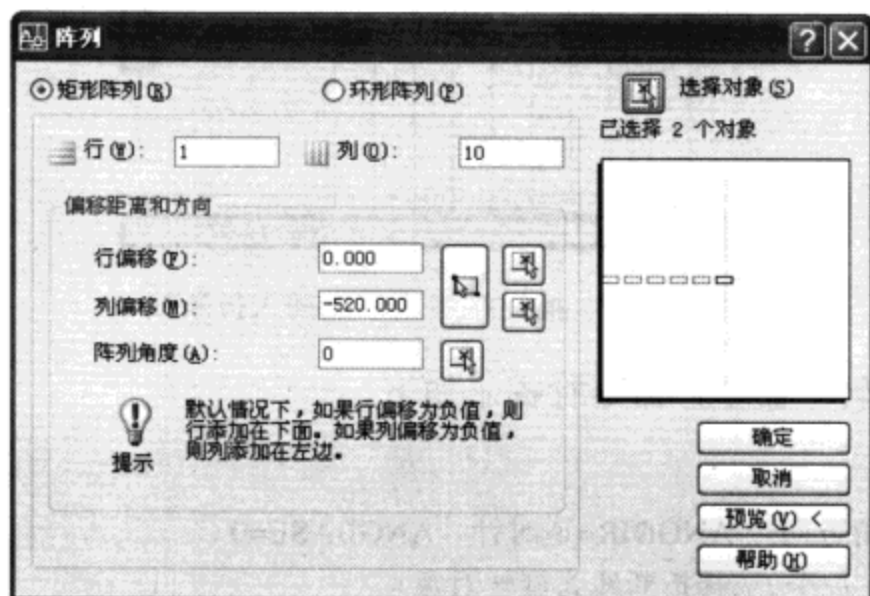 阵列
矩形阵列(R) 环形阵列(P) 选择对象(S)
已选择 2 个对象
行(W): 1 列(O): 10
偏移距离和方向
行偏移(F): 0.000
列偏移(M): -520.000
阵列角度(A): 0
默认情况下，如果行偏移为负值，则
行添加在下面。如果列偏移为负值，
则列添加在左边。
提示
确定
取消
预览(V) <
帮助(H)